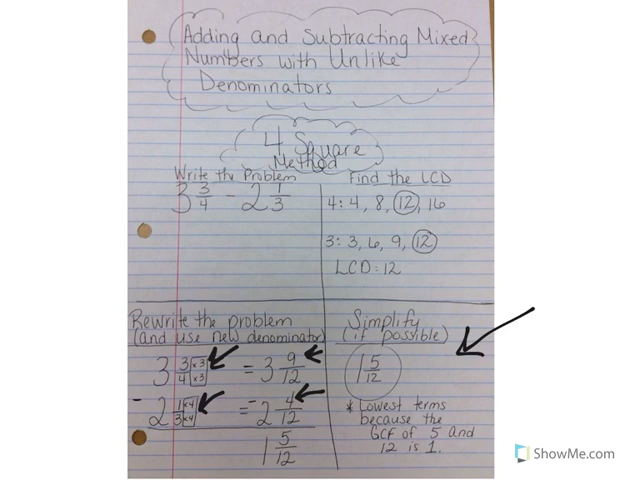 Adding and Subtracting Mixed
Numbers with Unlike
Denominators
4 Square
Method
Write the Problem
3 3/4 - 2 1/3
Find the LCD
4: 4, 8, 12, 16
3: 3, 6, 9, 12
LCD: 12
Rewrite the problem
(and use new denominator)
3 3/4 x3/x3 = 3 9/12
- 2 1/3 x4/x4 = - 2 4/12
1 5/12
Simplify
(if possible)
1 5/12
* Lowest terms
because the
GCF of 5 and
12 is 1.
ShowMe.com